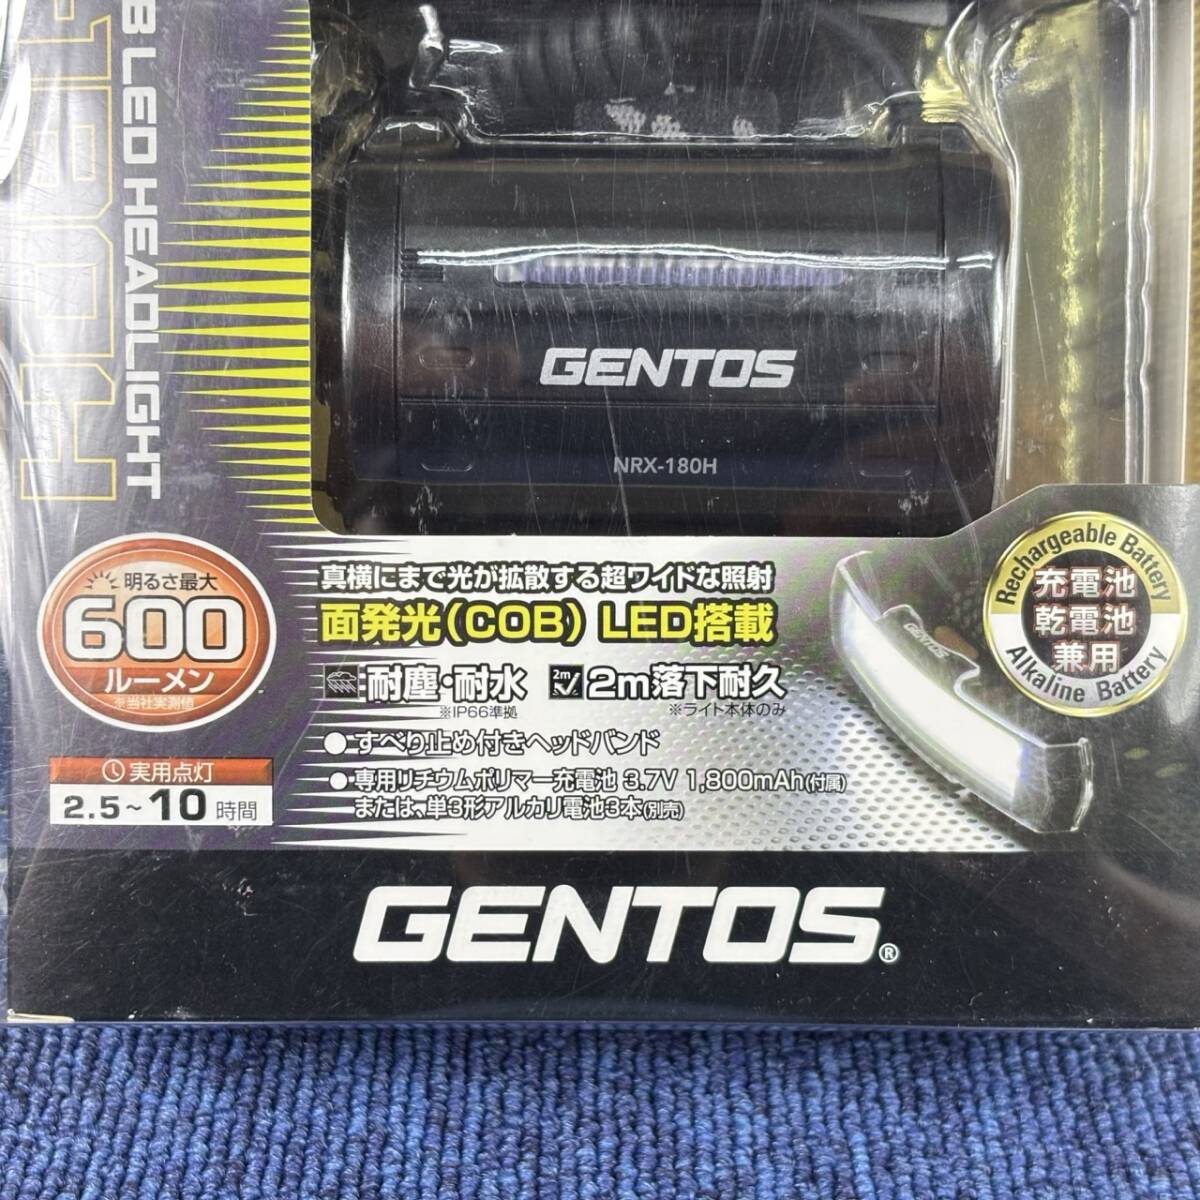 B LED HEADLIGHT
180H
GENTOS
NRX-180H
明るさ最大
600
ルーメン
※当社実測値
実用点灯
2.5~10時間
真横にまで光が拡散する超ワイドな照射
面発光(COB) LED搭載
耐塵・耐水
※IP66準拠
2m
2m落下耐久
※ライト本体のみ
●すべり止め付きヘッドバンド
●専用リチウムポリマー充電池 3.7V 1,800mAh(付属)
または、単3形アルカリ電池3本(別売)
Rechargeable Battery
充電池
乾電池
兼用
Alkaline Battery
GENTOS
GENTOS®